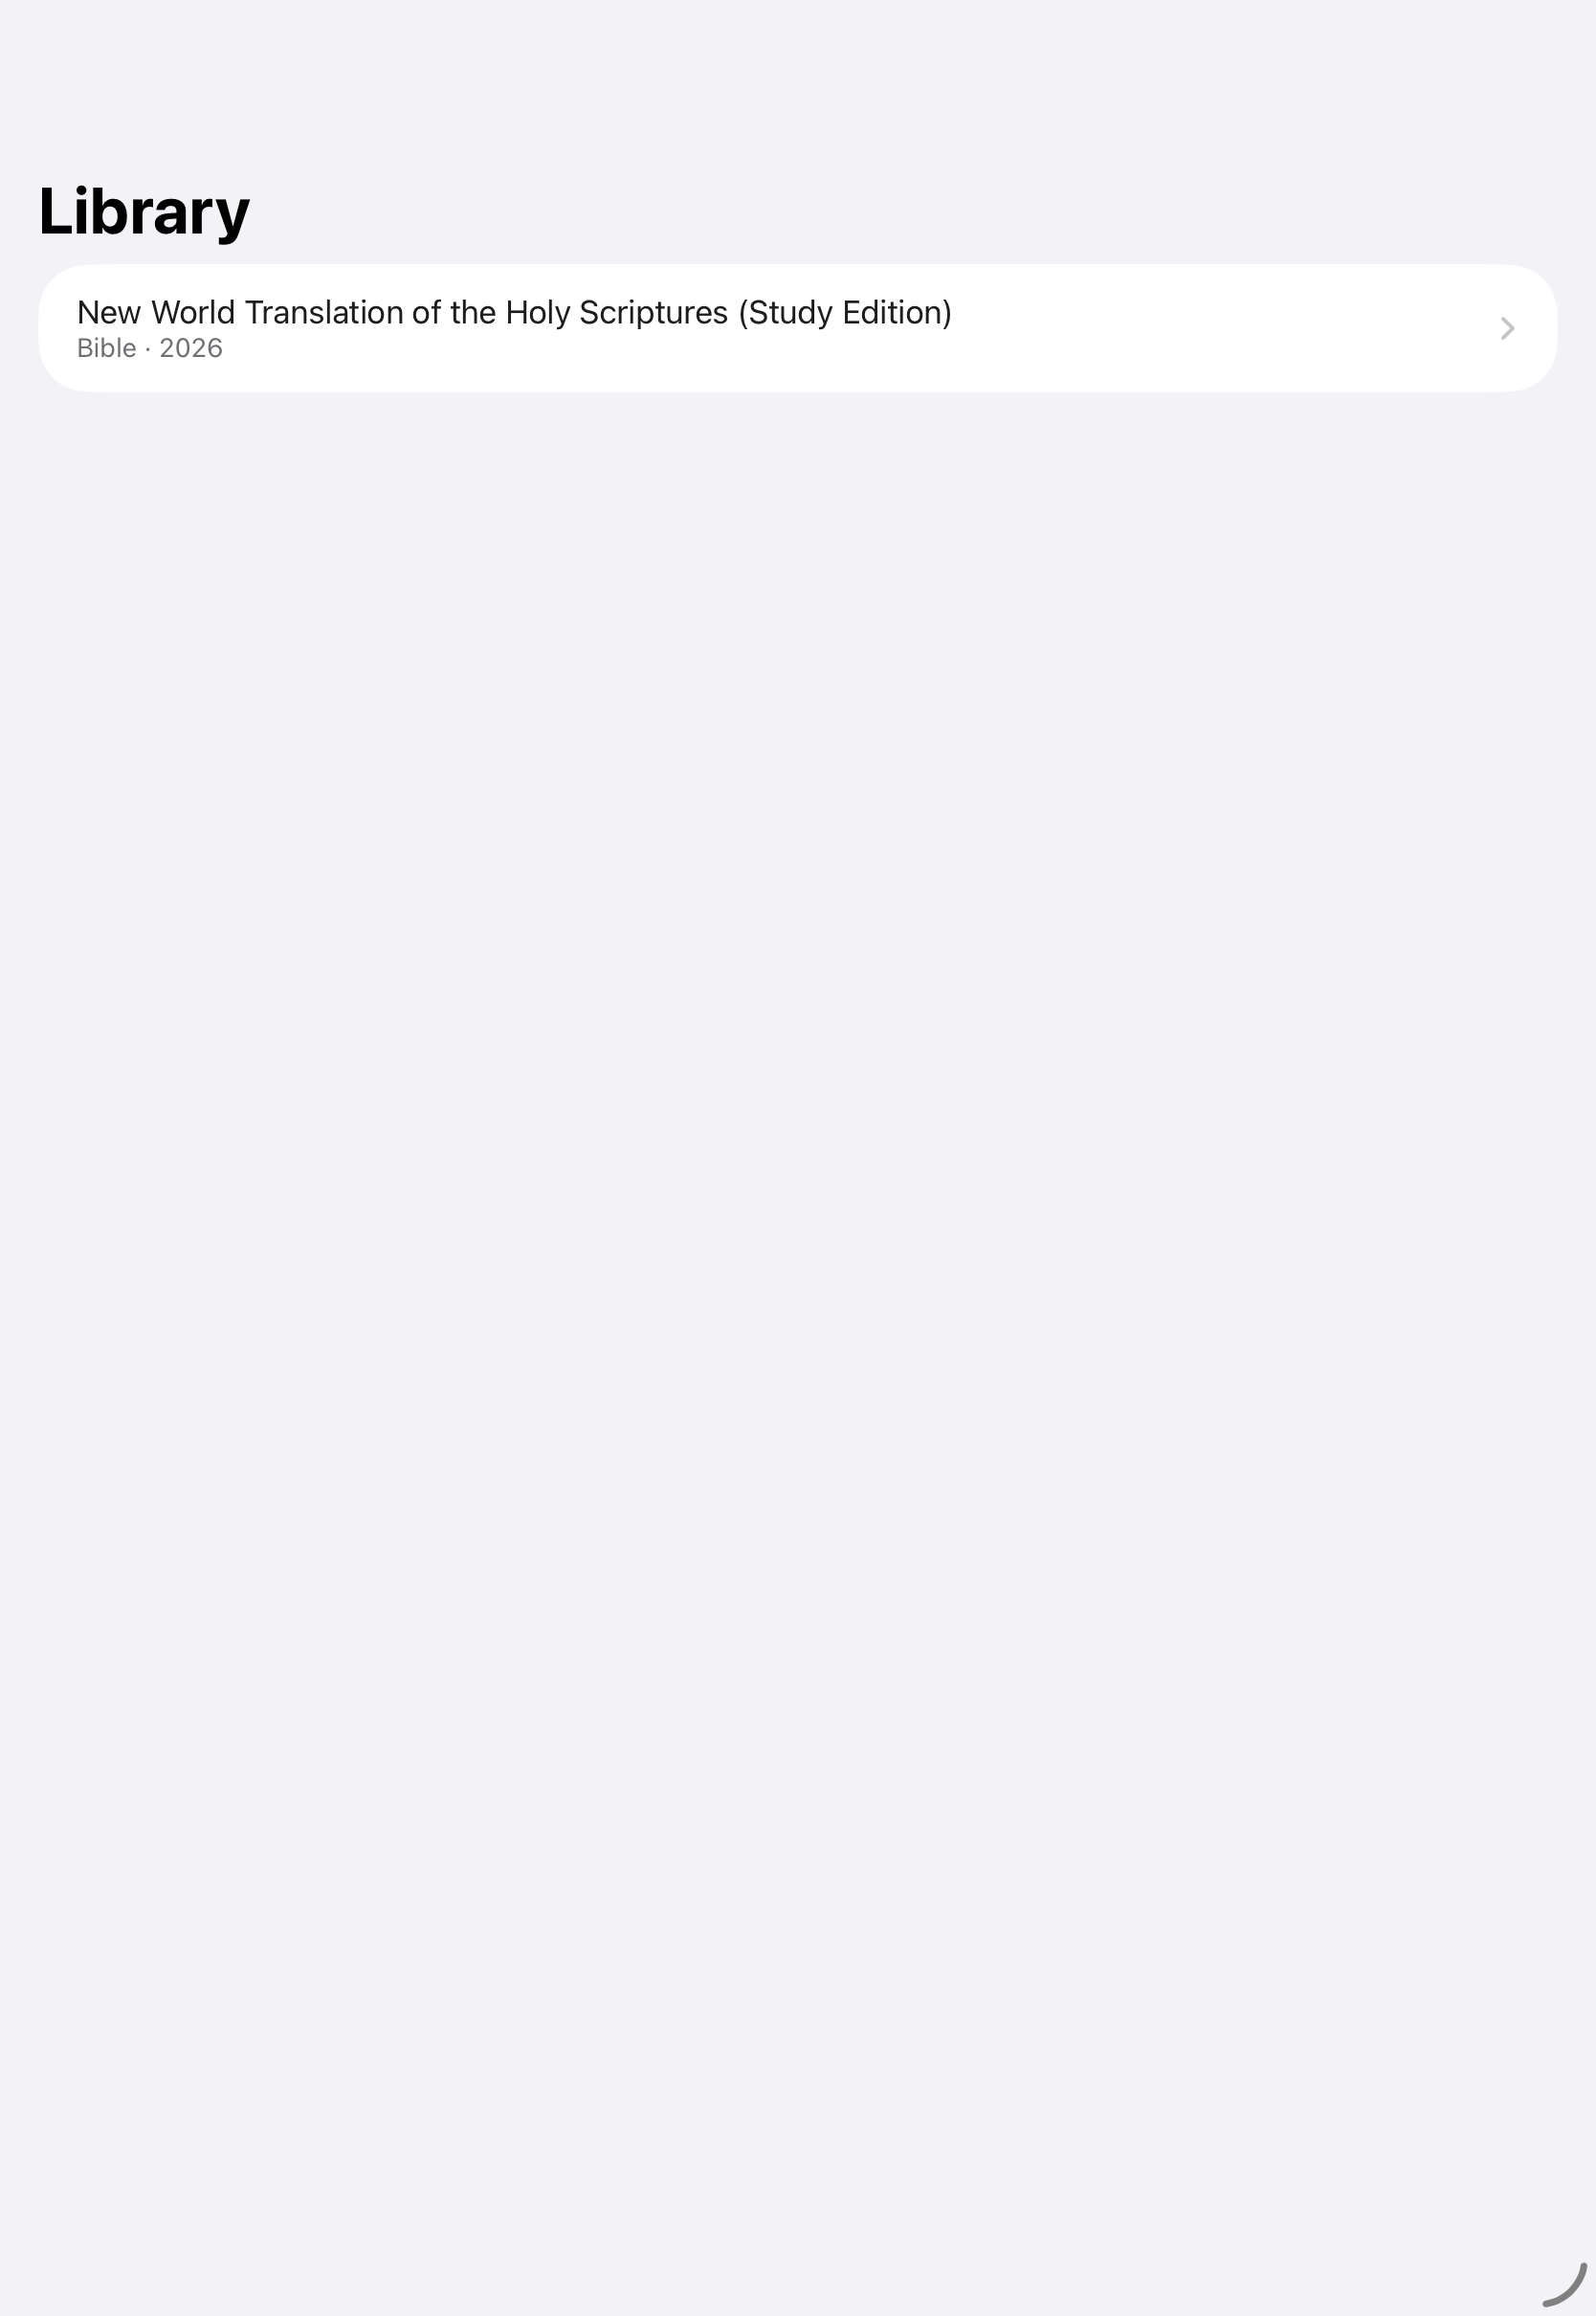 Library
New World Translation of the Holy Scriptures (Study Edition)
Bible · 2026